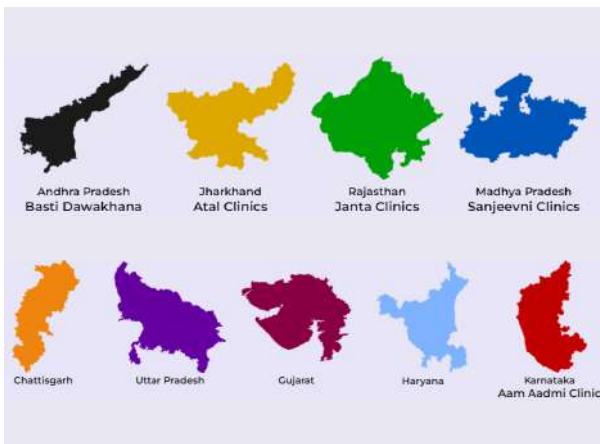 Andhra Pradesh
Basti Dawakhana
Jharkhand
Atal Clinics
Rajasthan
Janta Clinics
Madhya Pradesh
Sanjeevni Clinics
Chattisgarh
Uttar Pradesh
Gujarat
Haryana
Karnataka
Aam Aadmi Clinic